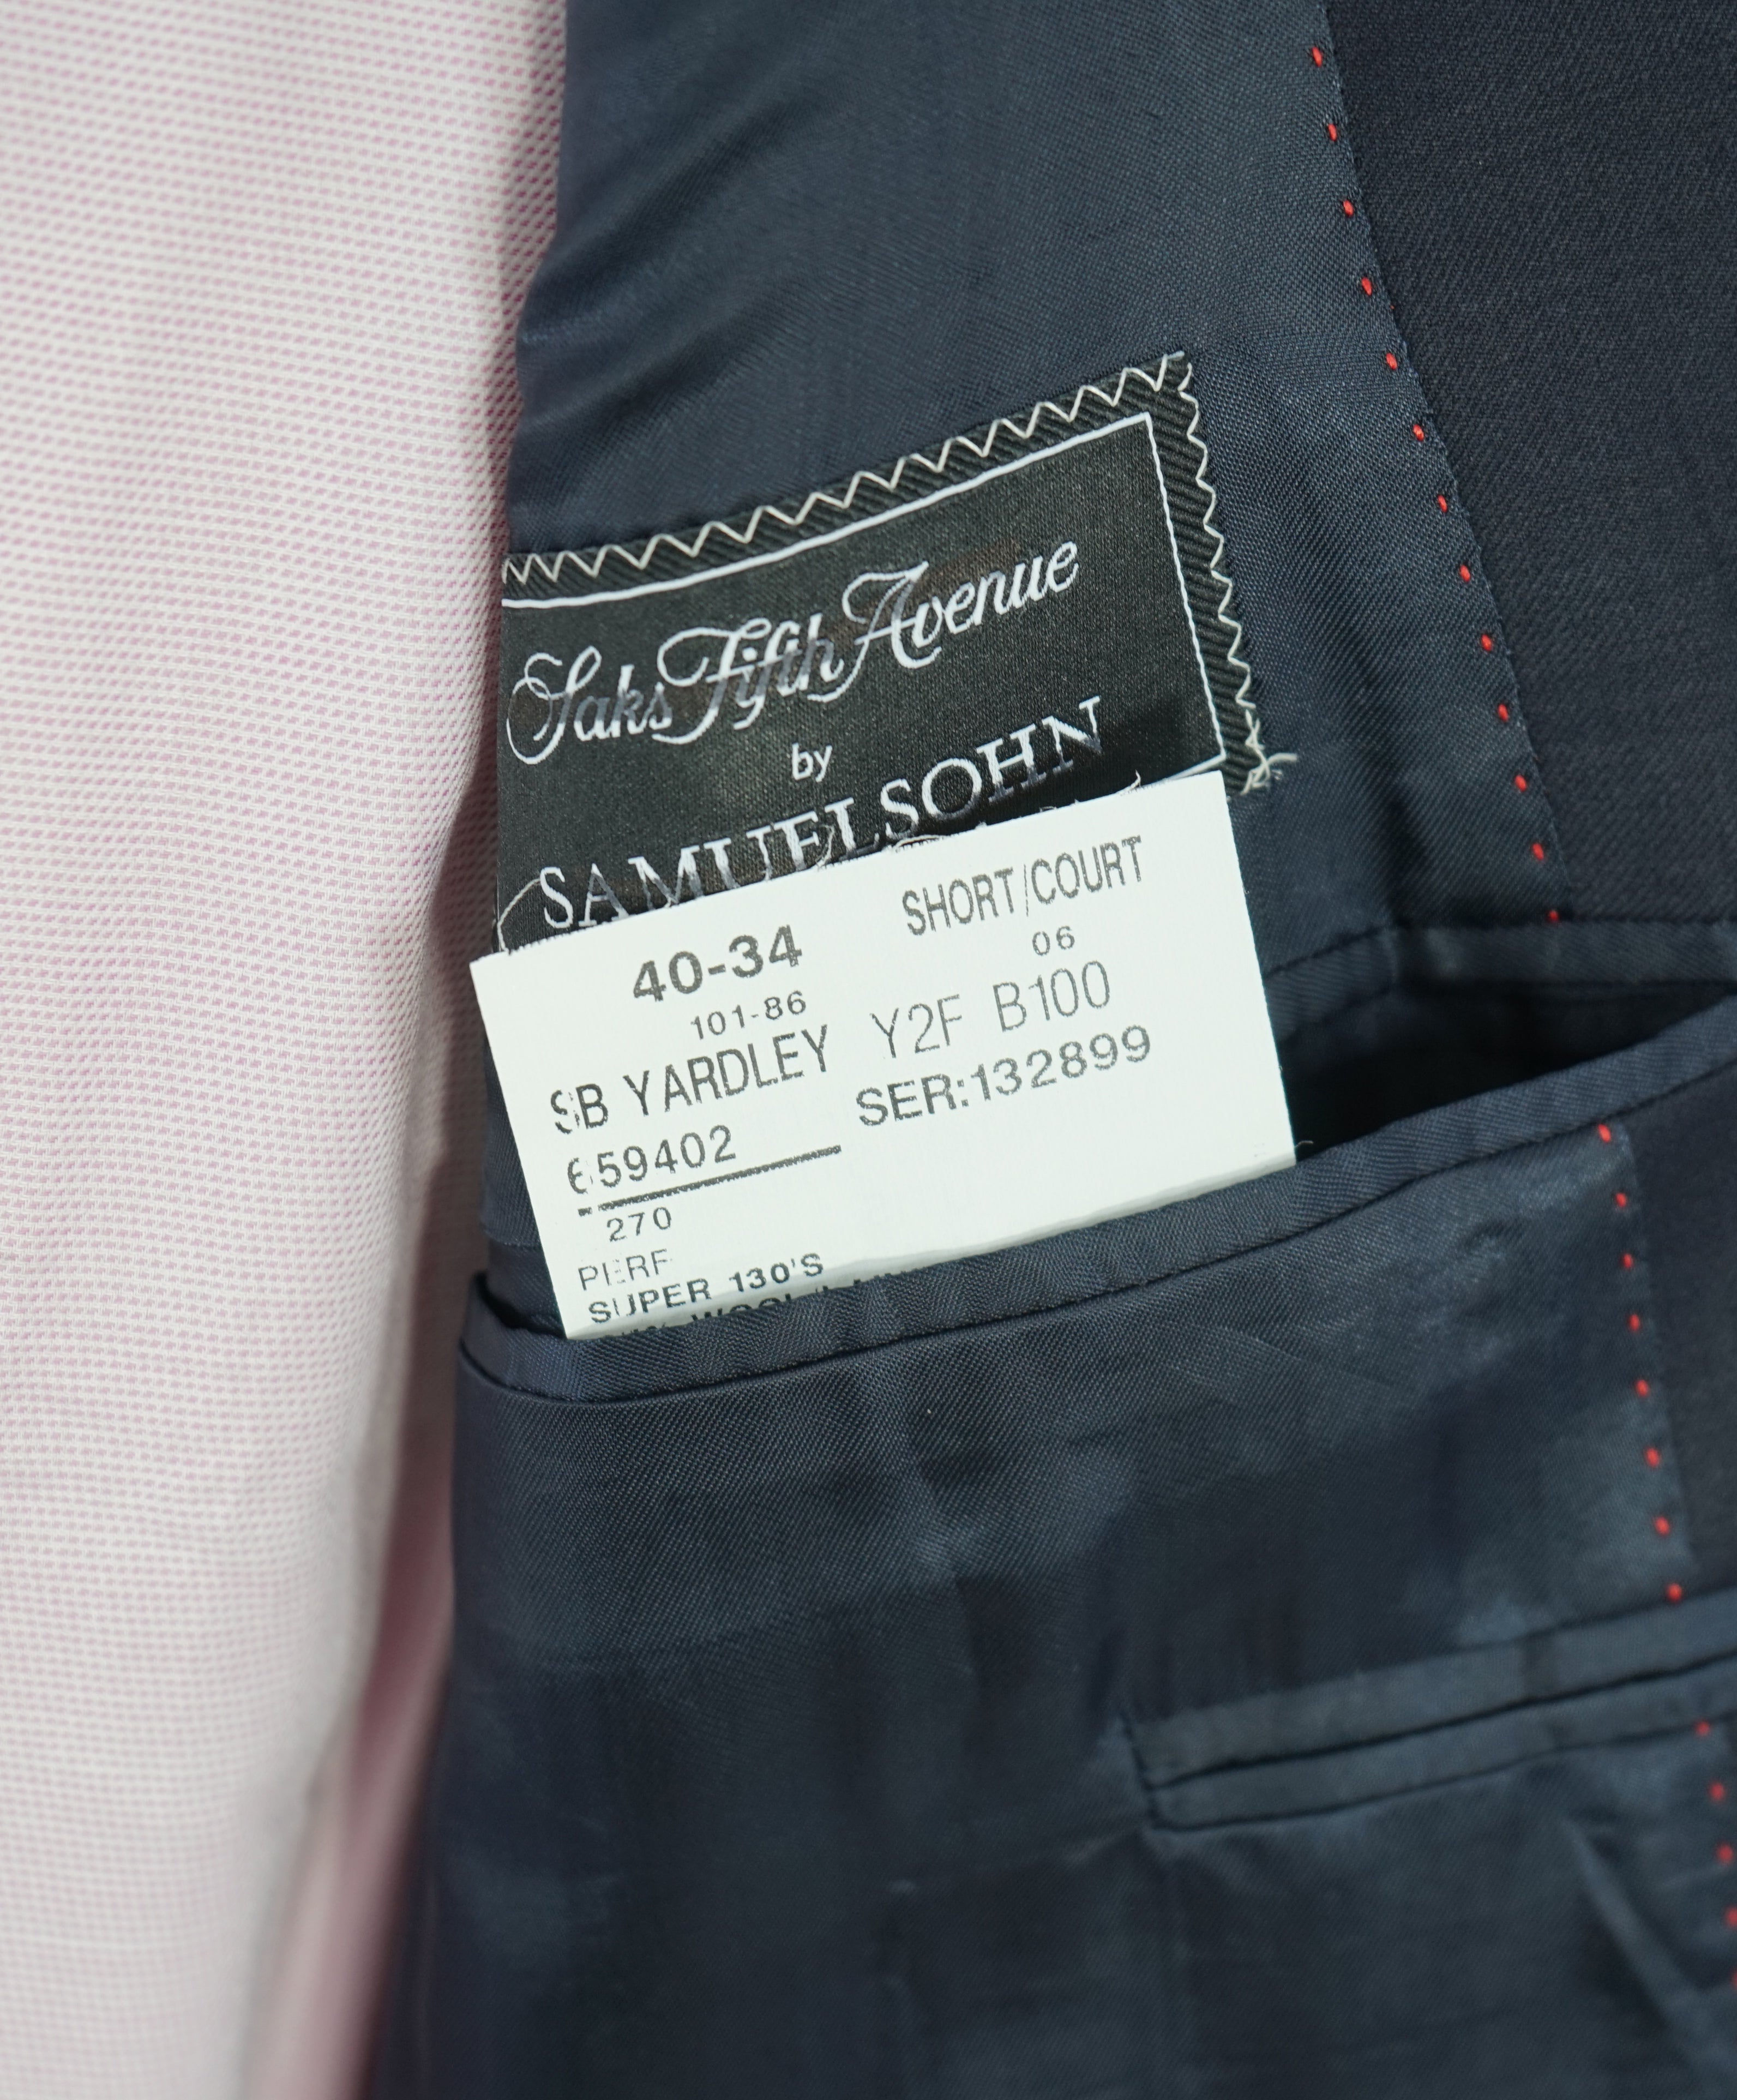 Saks Fifth Avenue
by
SAMUELSOHN
40-34 SHORT/COURT
101-86 06
SB YARDLEY Y2F B100
659402 SER:132899
270
PERF
SUPER 130'S
WOOL